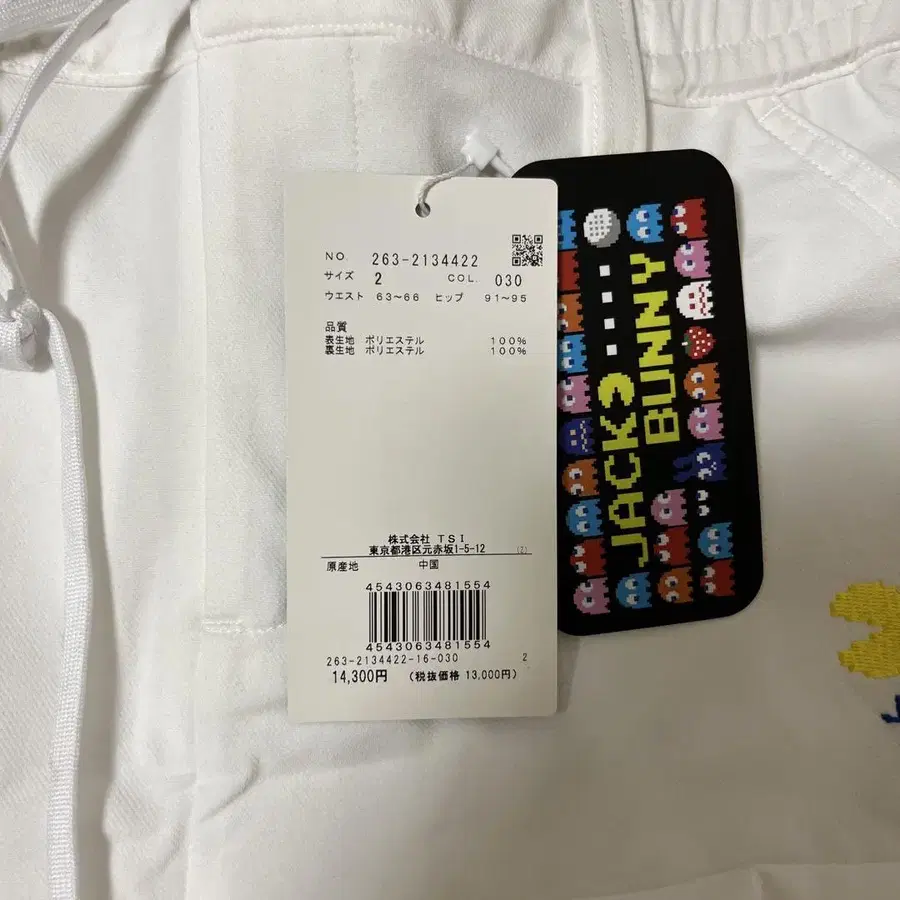 NO. 263-2134422
サイズ 2 COL. 030
ウエスト 63～66 ヒップ 91～95
品質
表生地 ポリエステル 100%
裏生地 ポリエステル 100%
株式会社 TSI
東京都港区元赤坂1-5-12 (Z)
原産地 中国
4543063481554
4543063481554
263-2134422-16-030 2
14,300円 (税抜価格 13,000円)
JACK
BUNNY